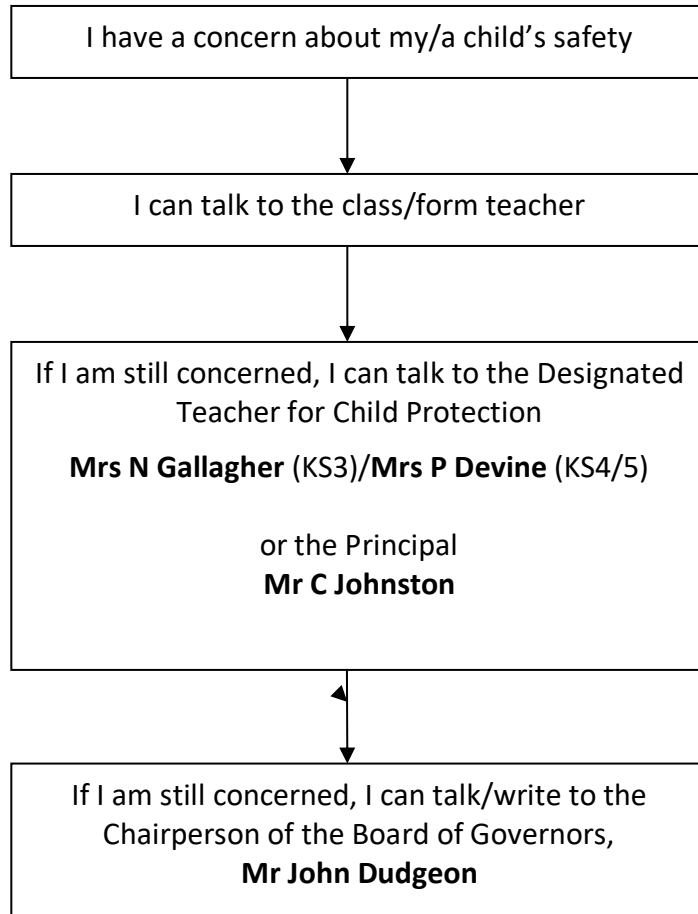 I have a concern about my/a child’s safety
I can talk to the class/form teacher
If I am still concerned, I can talk to the Designated
Teacher for Child Protection
Mrs N Gallagher (KS3)/Mrs P Devine (KS4/5)
or the Principal
Mr C Johnston
If I am still concerned, I can talk/write to the
Chairperson of the Board of Governors,
Mr John Dudgeon